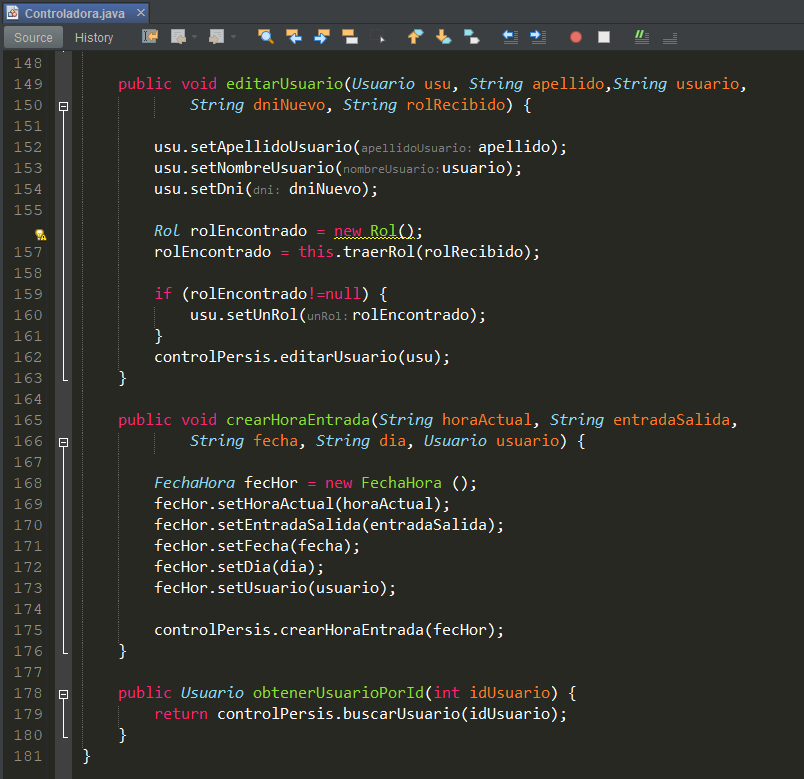 Controladora.java ×
Source History
148
149 public void editarUsuario(Usuario usu, String apellido,String usuario,
150 String dniNuevo, String rolRecibido) {
151
152 usu.setApellidoUsuario(apellidoUsuario: apellido);
153 usu.setNombreUsuario(nombreUsuario: usuario);
154 usu.setDni(dni: dniNuevo);
155
Rol rolEncontrado = new Rol();
157 rolEncontrado = this.traerRol(rolRecibido);
158
159 if (rolEncontrado!=null) {
160 usu.setUnRol(unRol: rolEncontrado);
161 }
162 controlPersis.editarUsuario(usu);
163 }
164
165 public void crearHoraEntrada(String horaActual, String entradaSalida,
166 String fecha, String dia, Usuario usuario) {
167
168 FechaHora fecHor = new FechaHora ();
169 fecHor.setHoraActual(horaActual);
170 fecHor.setEntradaSalida(entradaSalida);
171 fecHor.setFecha(fecha);
172 fecHor.setDia(dia);
173 fecHor.setUsuario(usuario);
174
175 controlPersis.crearHoraEntrada(fecHor);
176 }
177
178 public Usuario obtenerUsuarioPorId(int idUsuario) {
179 return controlPersis.buscarUsuario(idUsuario);
180 }
181 }